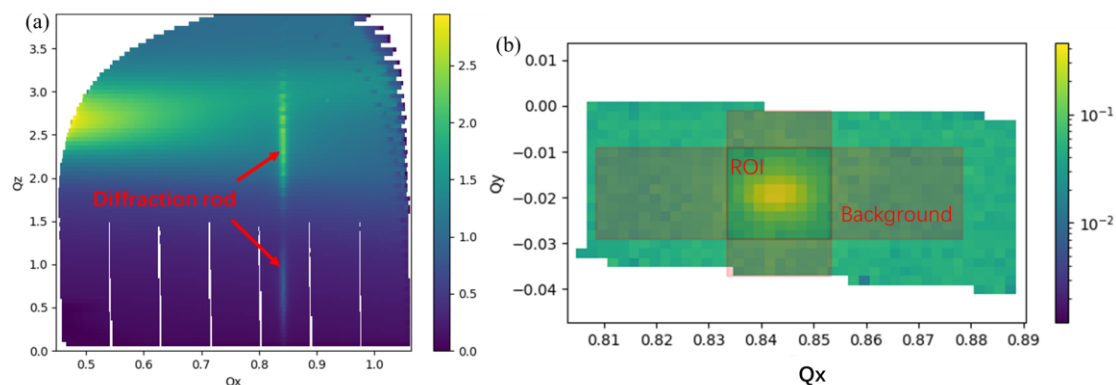 (a)
3.5
3.0
2.5
2.0
1.5
1.0
0.5
0.0
Qz
0.5 0.6 0.7 0.8 0.9 1.0
Qx
Diffraction rod
2.5
2.0
1.5
1.0
0.5
0.0
(b)
0.01
0.00
−0.01
−0.02
−0.03
−0.04
Qy
ROI
Background
0.81 0.82 0.83 0.84 0.85 0.86 0.87 0.88 0.89
Qx
10⁻¹
10⁻²